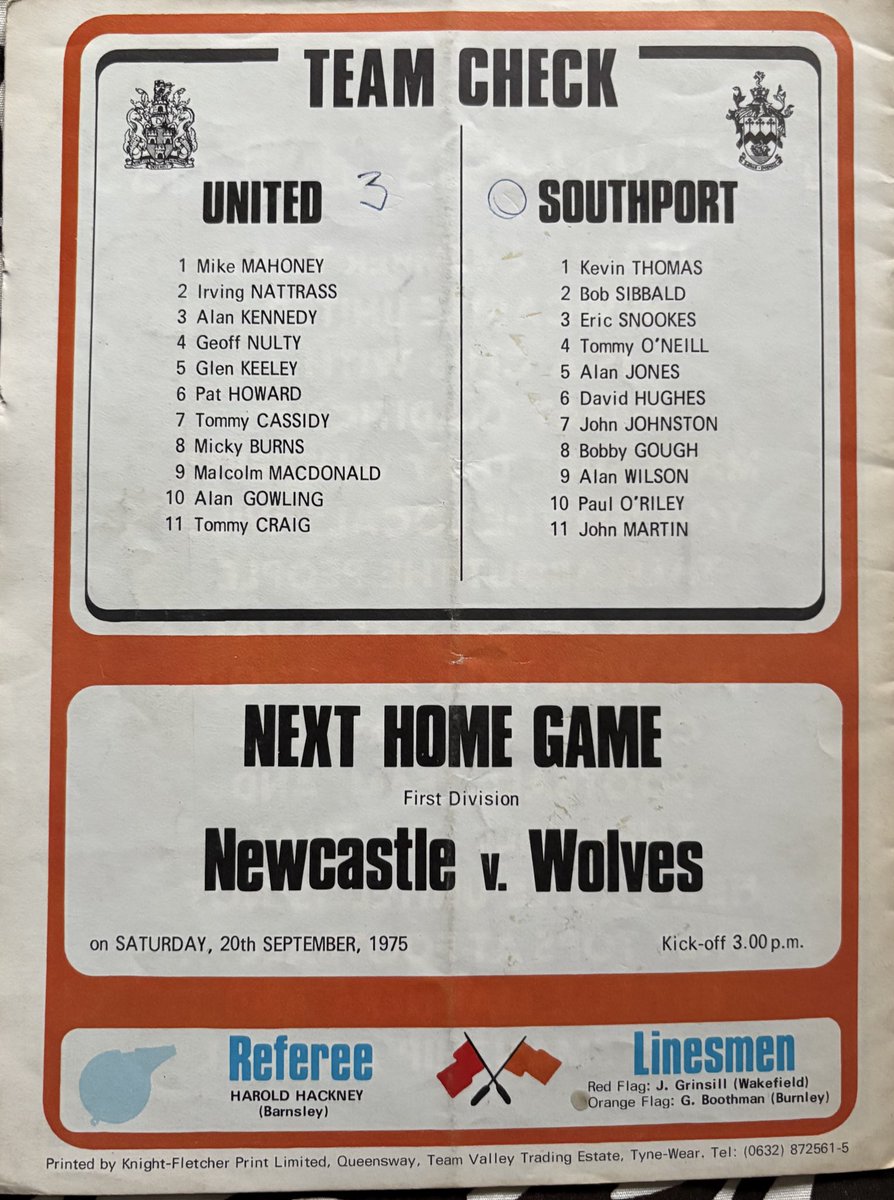 TEAM CHECK
UNITED 3
1 Mike MAHONEY
2 Irving NATTRASS
3 Alan KENNEDY
4 Geoff NULTY
5 Glen KEELEY
6 Pat HOWARD
7 Tommy CASSIDY
8 Micky BURNS
9 Malcolm MACDONALD
10 Alan GOWLING
11 Tommy CRAIG
0 SOUTHPORT
1 Kevin THOMAS
2 Bob SIBBALD
3 Eric SNOOKES
4 Tommy O'NEILL
5 Alan JONES
6 David HUGHES
7 John JOHNSTON
8 Bobby GOUGH
9 Alan WILSON
10 Paul O'RILEY
11 John MARTIN
NEXT HOME GAME
First Division
Newcastle v. Wolves
on SATURDAY, 20th SEPTEMBER, 1975 Kick-off 3.00 p.m.
Referee
HAROLD HACKNEY
(Barnsley)
Linesmen
Red Flag: J. Grinsill (Wakefield)
Orange Flag: G. Boothman (Burnley)
Printed by Knight-Fletcher Print Limited, Queensway, Team Valley Trading Estate, Tyne-Wear. Tel: (0632) 872561-5